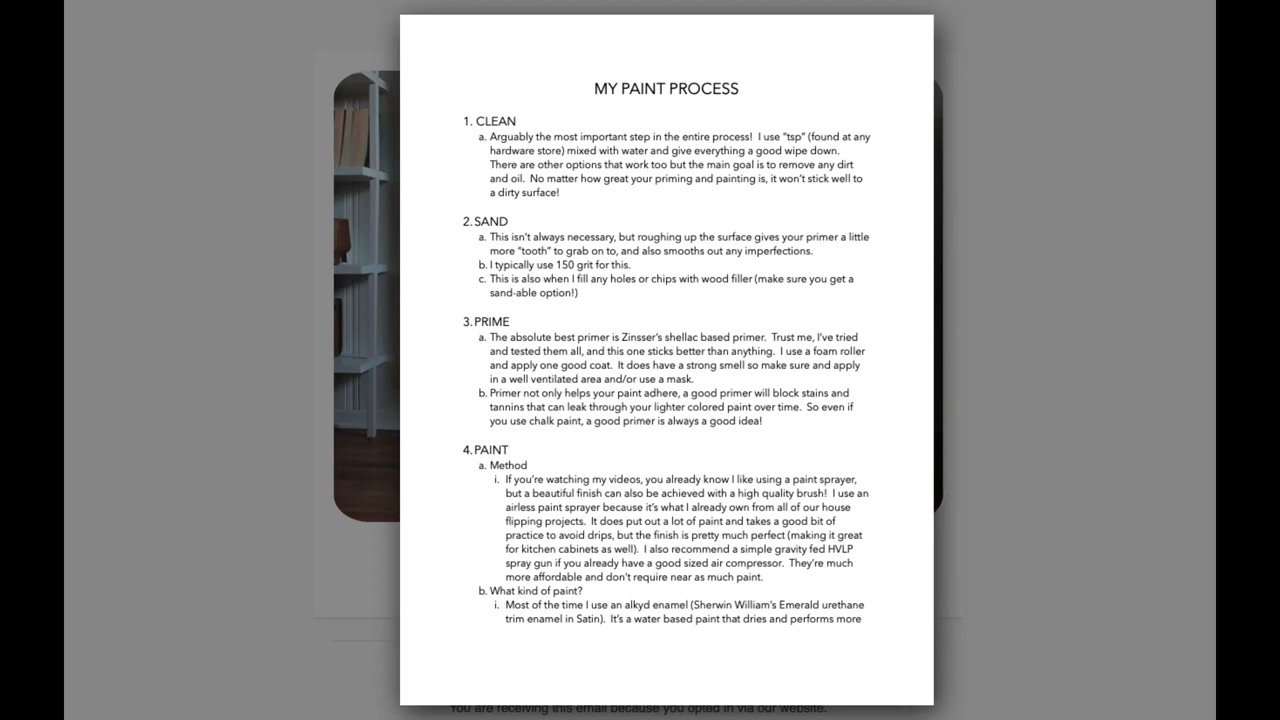 MY PAINT PROCESS
1. CLEAN
a. Arguably the most important step in the entire process!  I use “tsp” (found at any
hardware store) mixed with water and give everything a good wipe down.
There are other options that work too but the main goal is to remove any dirt
and oil.  No matter how great your priming and painting is, it won’t stick well to
a dirty surface!
2. SAND
a. This isn’t always necessary, but roughing up the surface gives your primer a little
more “tooth” to grab on to, and also smooths out any imperfections.
b. I typically use 150 grit for this.
c. This is also when I fill any holes or chips with wood filler (make sure you get a
sand-able option!)
3. PRIME
a. The absolute best primer is Zinsser’s shellac based primer.  Trust me, I’ve tried
and tested them all, and this one sticks better than anything.  I use a foam roller
and apply one good coat.  It does have a strong smell so make sure and apply
in a well ventilated area and/or use a mask.
b. Primer not only helps your paint adhere, a good primer will block stains and
tannins that can leak through your lighter colored paint over time.  So even if
you use chalk paint, a good primer is always a good idea!
4. PAINT
a. Method
i. If you’re watching my videos, you already know I like using a paint sprayer,
but a beautiful finish can also be achieved with a high quality brush!  I use an
airless paint sprayer because it’s what I already own from all of our house
flipping projects.  It does put out a lot of paint and takes a good bit of
practice to avoid drips, but the finish is pretty much perfect (making it great
for kitchen cabinets as well).  I also recommend a simple gravity fed HVLP
spray gun if you already have a good sized air compressor.  They’re much
more affordable and don’t require near as much paint.
b. What kind of paint?
i. Most of the time I use an alkyd enamel (Sherwin William’s Emerald urethane
trim enamel in Satin).  It’s a water based paint that dries and performs more
You are receiving this email because you opted in via our website.